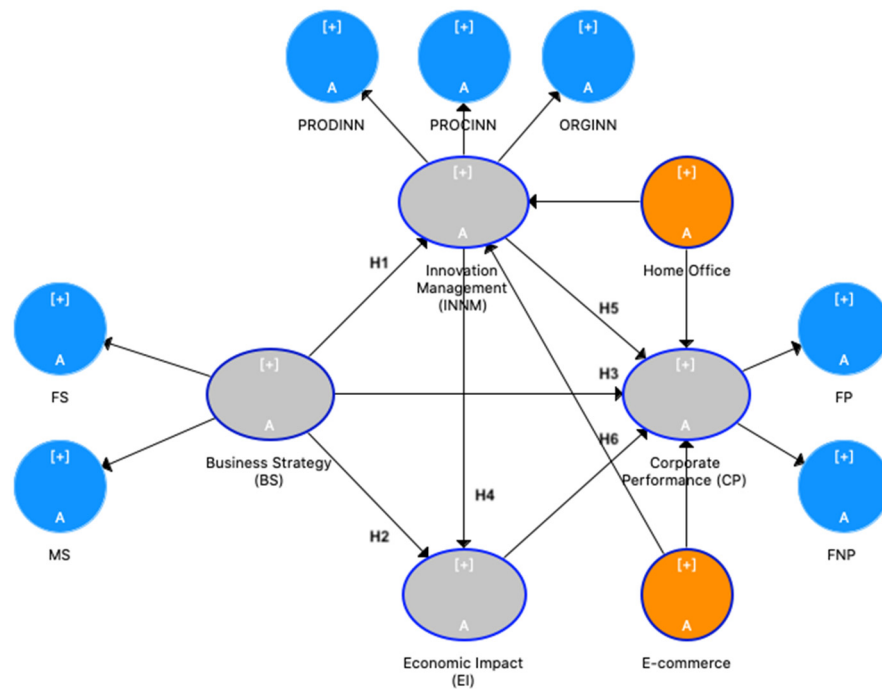 [+]
[+]
[+]
A
A
A
PRODINN
PROCINN
ORGINN
[+]
[+]
A
A
H1
Innovation
Management
(INNM)
Home Office
[+]
[+]
H5
A
A
FS
FP
[+]
[+]
H3
A
A
H6
[+]
[+]
Business Strategy
(BS)
Corporate
Performance (CP)
H4
A
A
H2
MS
FNP
[+]
[+]
A
A
Economic Impact
(EI)
E-commerce